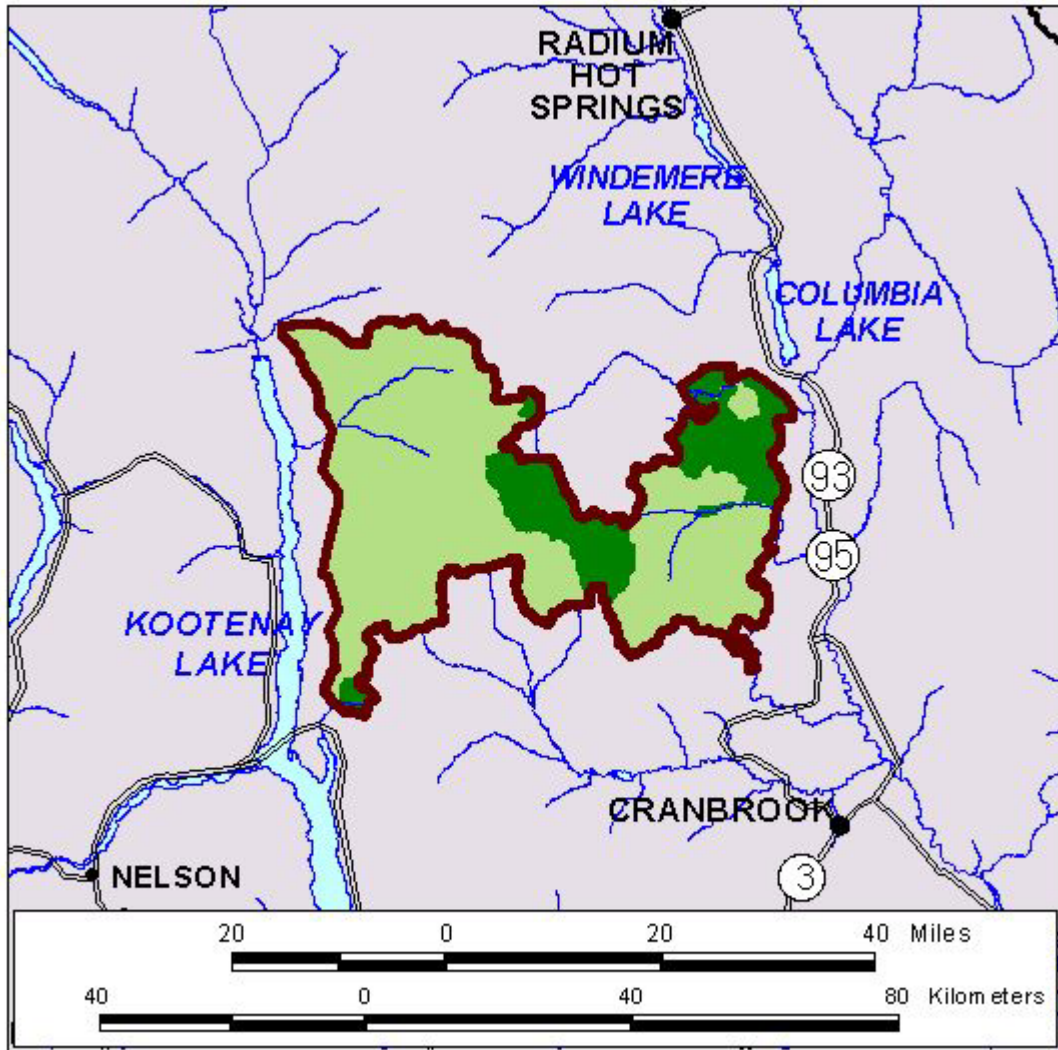 RADIUM
HOT
SPRINGS
WINDEMERE
LAKE
COLUMBIA
LAKE
93
95
KOOTENAY
LAKE
CRANBROOK
NELSON
3
20 0 20 40 Miles
40 0 40 80 Kilometers